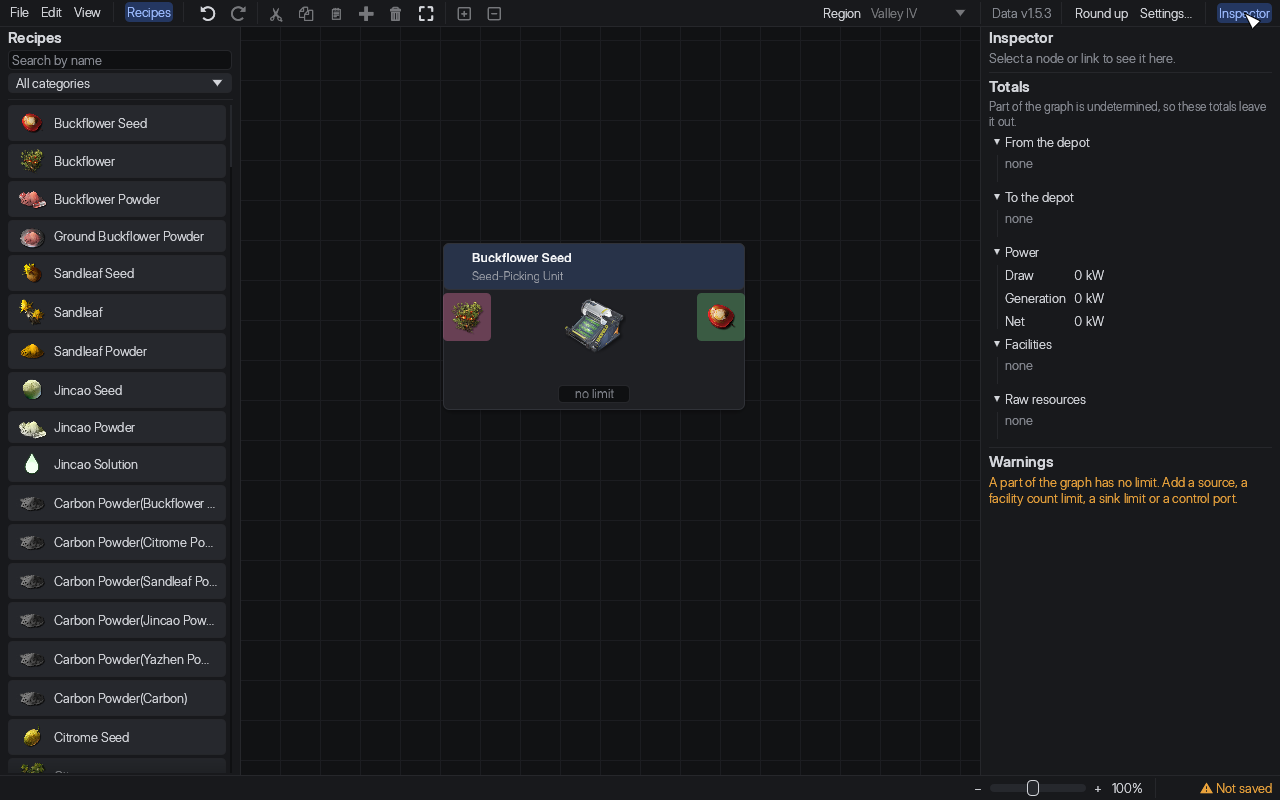 File Edit View Recipes Region Valley IV Data v1.5.3 Round up Settings... Inspector
Recipes
Search by name
All categories
Buckflower Seed
Buckflower
Buckflower Powder
Ground Buckflower Powder
Sandleaf Seed
Sandleaf
Sandleaf Powder
Jincao Seed
Jincao Powder
Jincao Solution
Carbon Powder(Buckflower ...
Carbon Powder(Citrome Po...
Carbon Powder(Sandleaf Po...
Carbon Powder(Jincao Pow...
Carbon Powder(Yazhen Po...
Carbon Powder(Carbon)
Citrome Seed
Buckflower Seed
Seed-Picking Unit
no limit
Inspector
Select a node or link to see it here.
Totals
Part of the graph is undetermined, so these totals leave
it out.
From the depot
none
To the depot
none
Power
Draw 0 kW
Generation 0 kW
Net 0 kW
Facilities
none
Raw resources
none
Warnings
A part of the graph has no limit. Add a source, a
facility count limit, a sink limit or a control port.
− + 100% Not saved